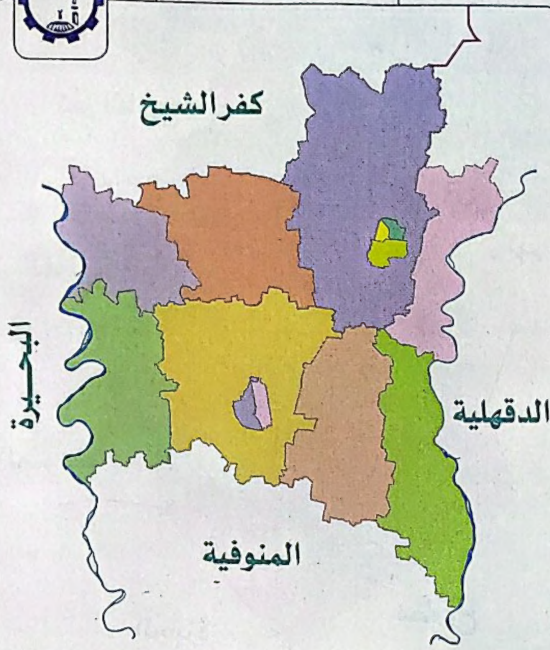 كفر الشيخ
البحيرة
الدقهلية
المنوفية